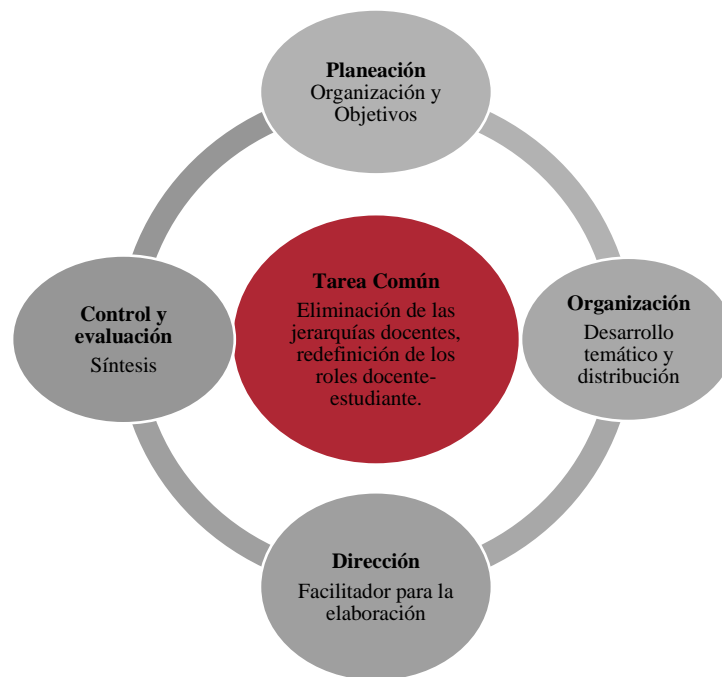 Planeación
Organización y
Objetivos
Tarea Común
Eliminación de las
jerarquías docentes,
redefinición de los
roles docente-
estudiante.
Control y
evaluación
Síntesis
Organización
Desarrollo
temático y
distribución
Dirección
Facilitador para la
elaboración